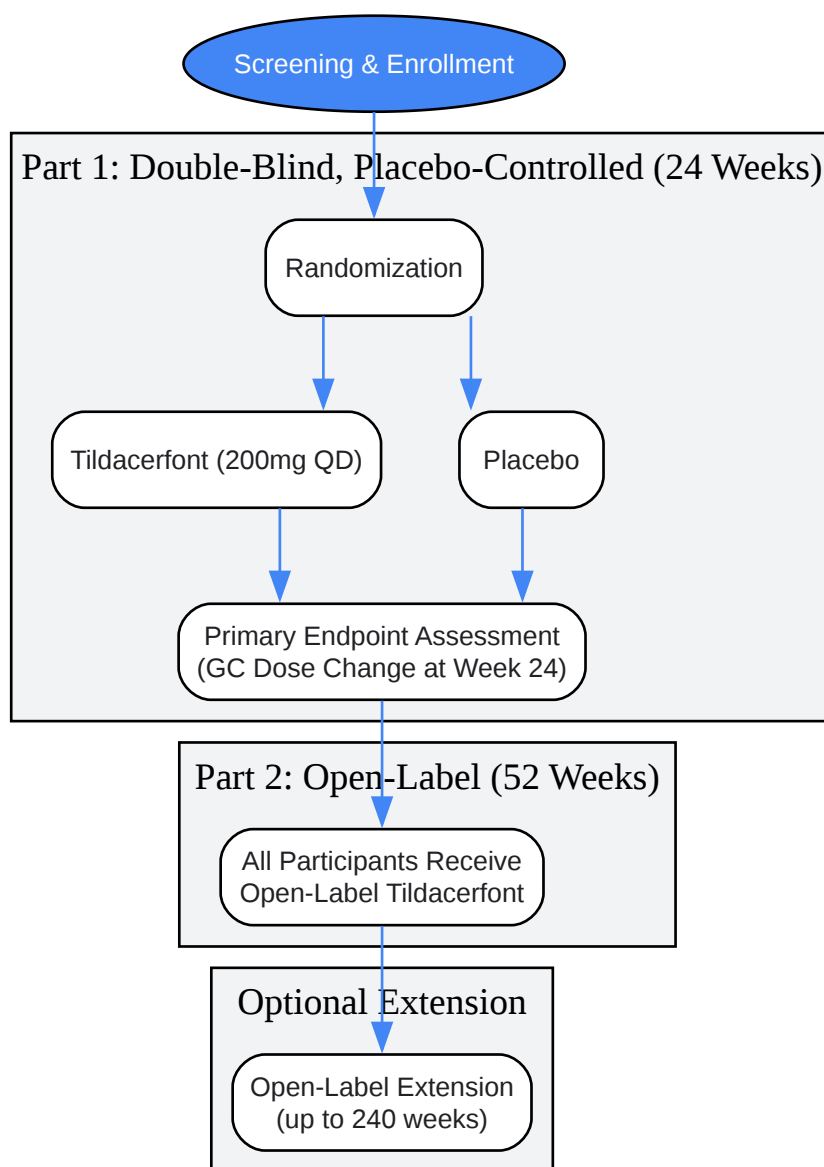 Screening & Enrollment
Part 1: Double-Blind, Placebo-Controlled (24 Weeks)
Randomization
Tildacerfont (200mg QD)
Placebo
Primary Endpoint Assessment
(GC Dose Change at Week 24)
Part 2: Open-Label (52 Weeks)
All Participants Receive
Open-Label Tildacerfont
Optional Extension
Open-Label Extension
(up to 240 weeks)